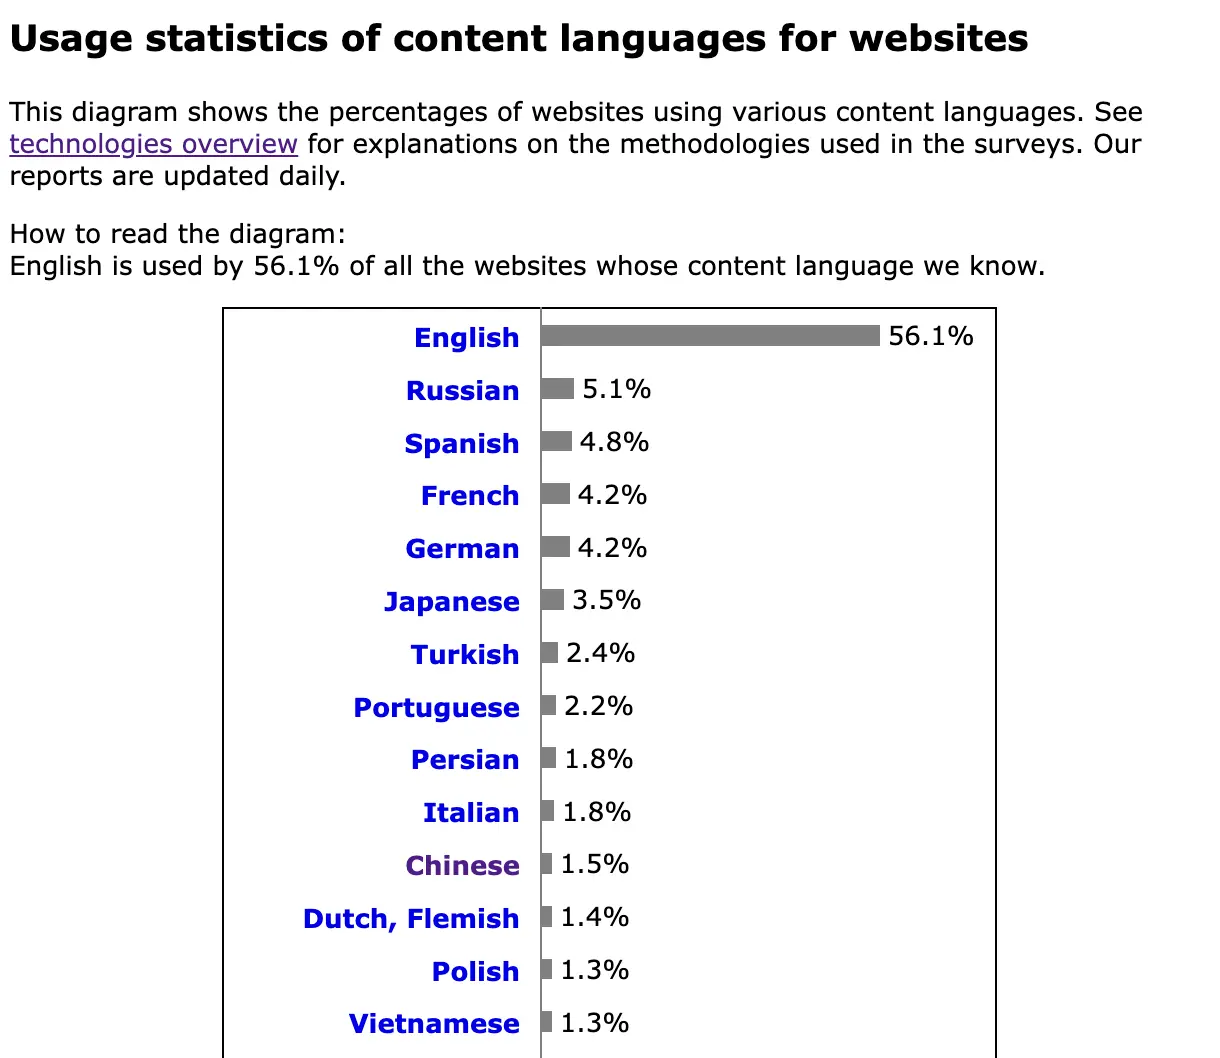 Usage statistics of content languages for websites
This diagram shows the percentages of websites using various content languages. See
technologies overview for explanations on the methodologies used in the surveys. Our
reports are updated daily.
How to read the diagram:
English is used by 56.1% of all the websites whose content language we know.
English 56.1%
Russian 5.1%
Spanish 4.8%
French 4.2%
German 4.2%
Japanese 3.5%
Turkish 2.4%
Portuguese 2.2%
Persian 1.8%
Italian 1.8%
Chinese 1.5%
Dutch, Flemish 1.4%
Polish 1.3%
Vietnamese 1.3%